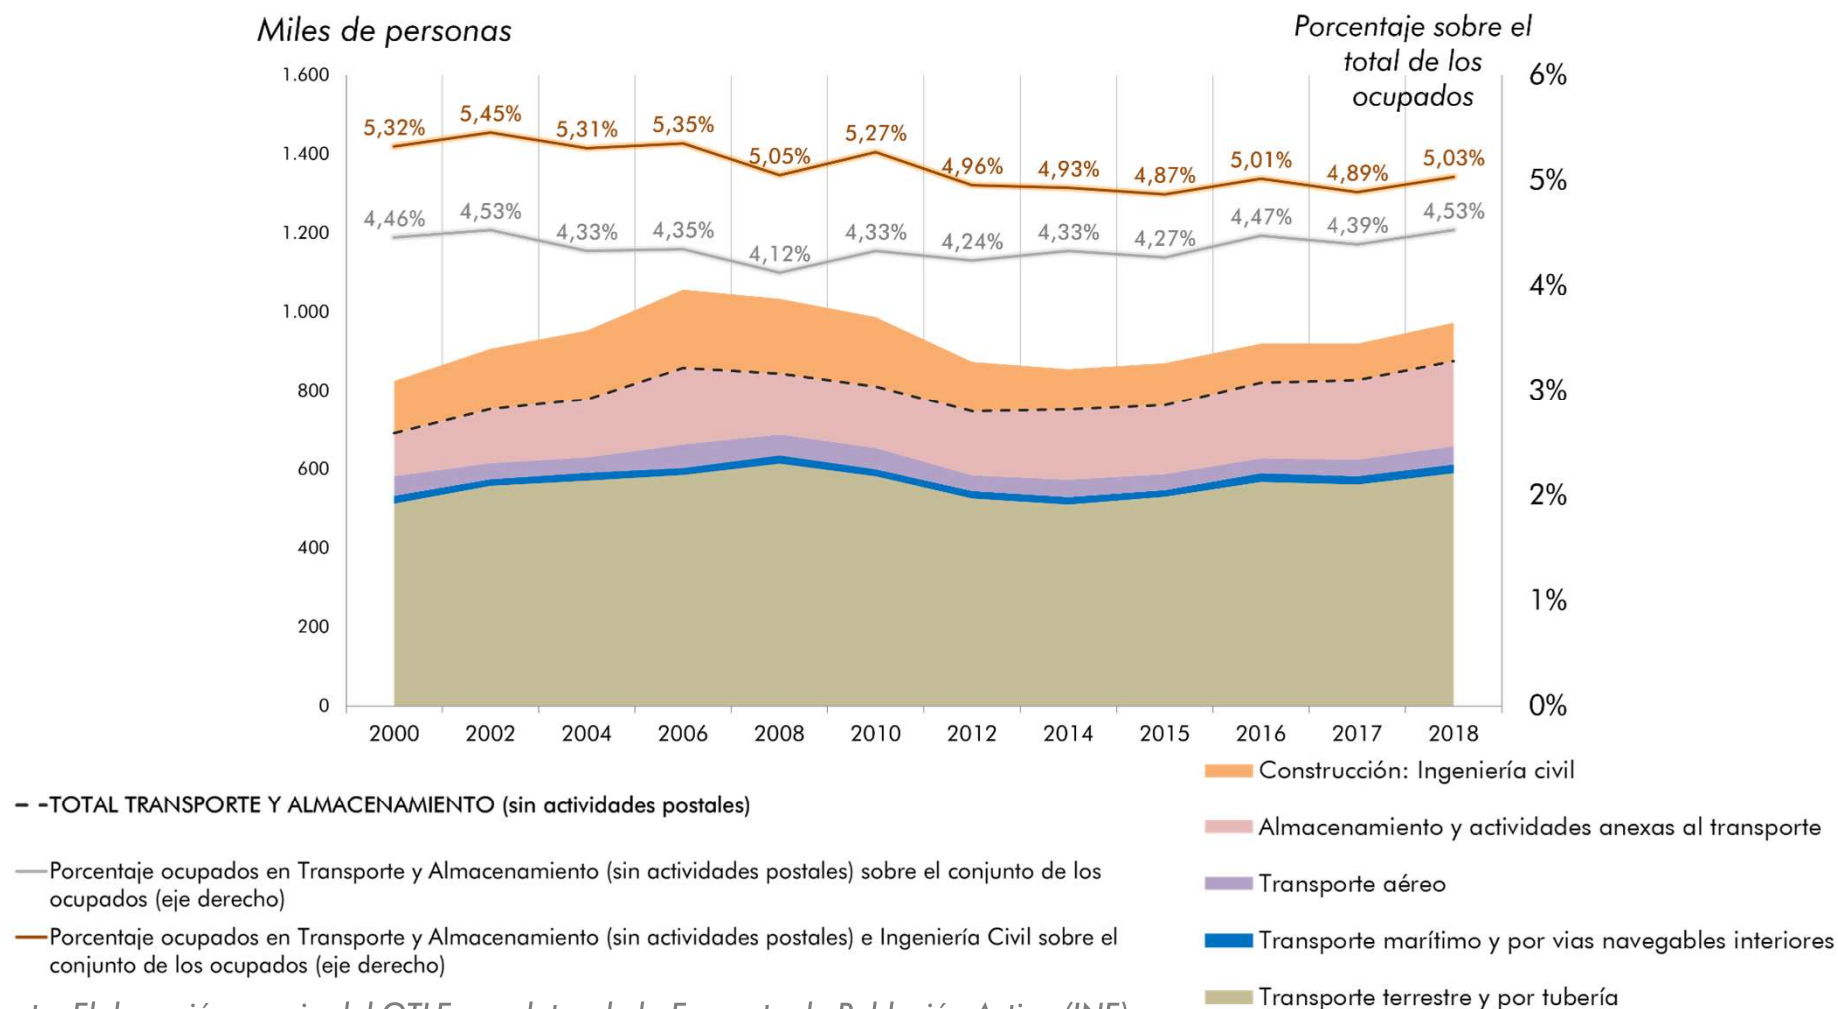 Miles de personas
Porcentaje sobre el
total de los
ocupados
1.600
1.400
1.200
1.000
800
600
400
200
0
6%
5%
4%
3%
2%
1%
0%
5,32%
5,45%
5,31%
5,35%
5,05%
5,27%
4,96%
4,93%
4,87%
5,01%
4,89%
5,03%
4,46%
4,53%
4,33%
4,35%
4,12%
4,33%
4,24%
4,33%
4,27%
4,47%
4,39%
4,53%
2000 2002 2004 2006 2008 2010 2012 2014 2015 2016 2017 2018
TOTAL TRANSPORTE Y ALMACENAMIENTO (sin actividades postales)
Porcentaje ocupados en Transporte y Almacenamiento (sin actividades postales) sobre el conjunto de los
ocupados (eje derecho)
Porcentaje ocupados en Transporte y Almacenamiento (sin actividades postales) e Ingeniería Civil sobre el
conjunto de los ocupados (eje derecho)
Construcción: Ingeniería civil
Almacenamiento y actividades anexas al transporte
Transporte aéreo
Transporte marítimo y por vias navegables interiores
Transporte terrestre y por tubería